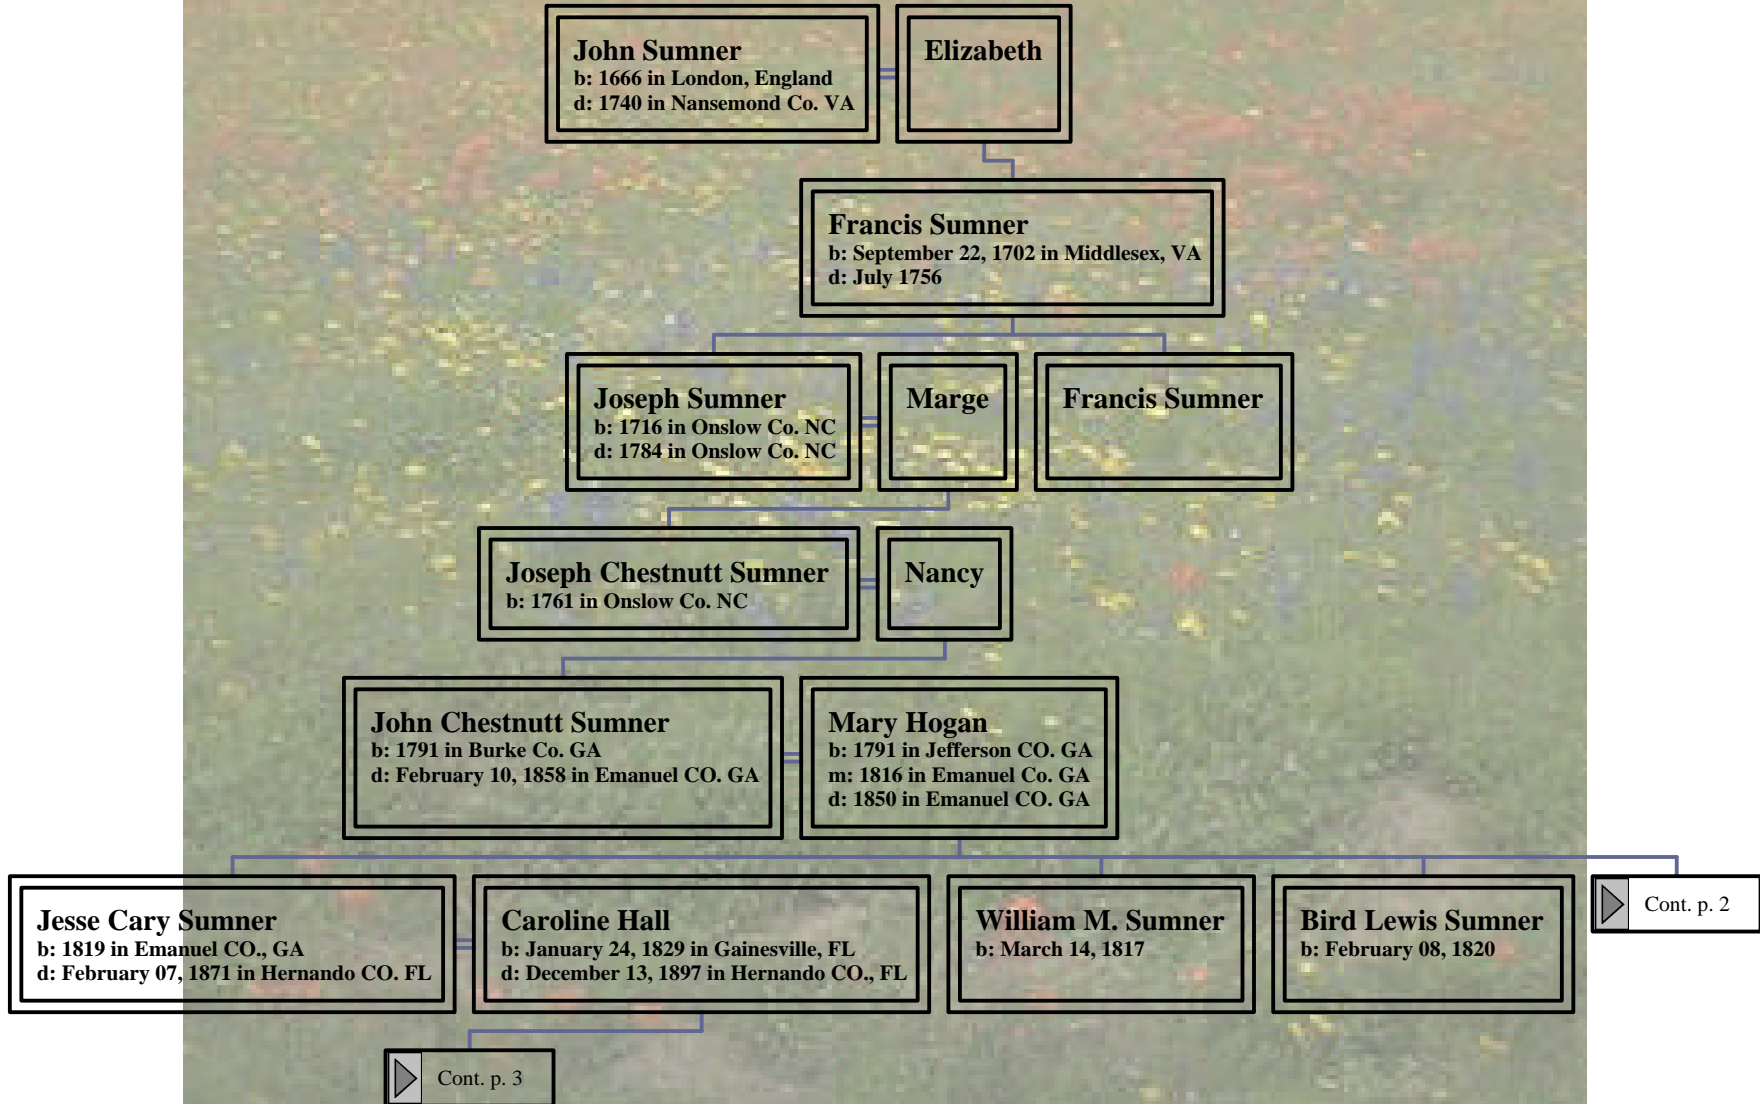 John Sumner
b: 1666 in London, England
d: 1740 in Nansemond Co. VA
Elizabeth
Francis Sumner
b: September 22, 1702 in Middlesex, VA
d: July 1756
Joseph Sumner
b: 1716 in Onslow Co. NC
d: 1784 in Onslow Co. NC
Marge
Francis Sumner
Joseph Chestnutt Sumner
b: 1761 in Onslow Co. NC
Nancy
John Chestnutt Sumner
b: 1791 in Burke Co. GA
d: February 10, 1858 in Emanuel CO. GA
Mary Hogan
b: 1791 in Jefferson CO. GA
m: 1816 in Emanuel Co. GA
d: 1850 in Emanuel CO. GA
Jesse Cary Sumner
b: 1819 in Emanuel CO., GA
d: February 07, 1871 in Hernando CO. FL
Caroline Hall
b: January 24, 1829 in Gainesville, FL
d: December 13, 1897 in Hernando CO., FL
William M. Sumner
b: March 14, 1817
Bird Lewis Sumner
b: February 08, 1820
Cont. p. 2
Cont. p. 3